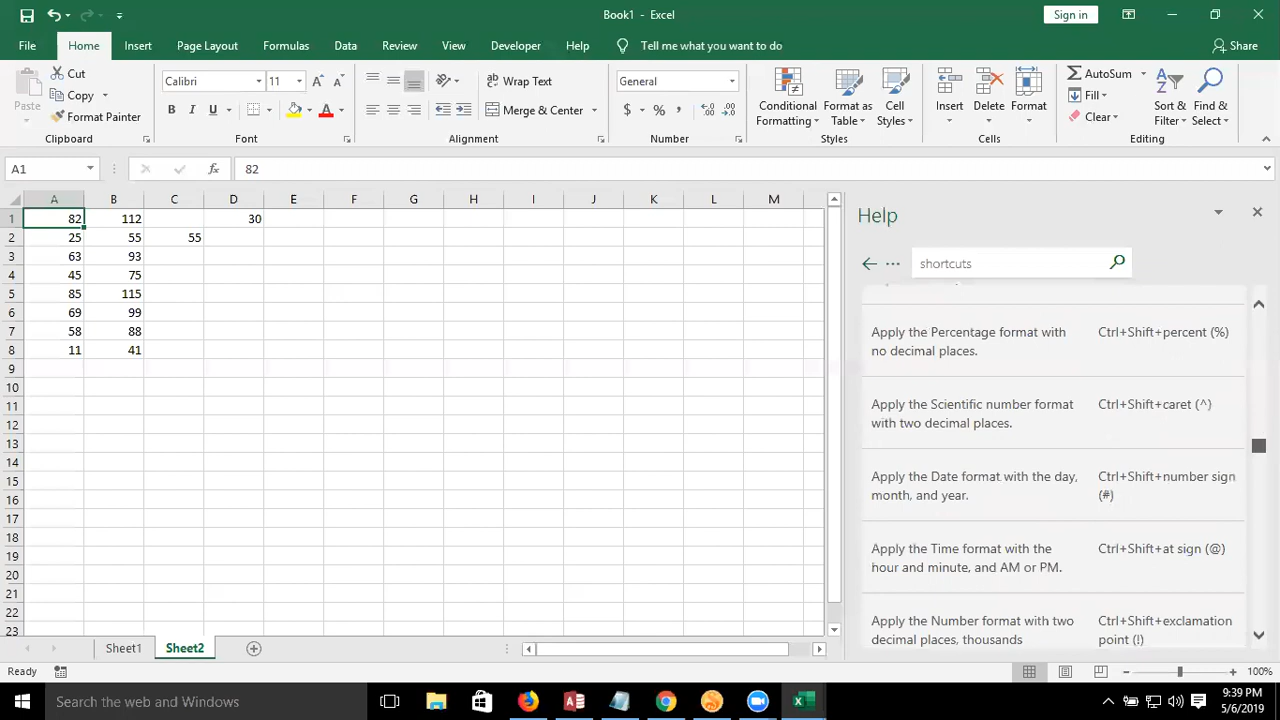 Book1 - Excel
Sign in
File Home Insert Page Layout Formulas Data Review View Developer Help Tell me what you want to do Share
Paste
Cut
Copy
Format Painter
Calibri 11
B I U
Wrap Text
Merge & Center
General
$ % ,
Conditional Formatting
Format as Table
Cell Styles
Insert
Delete
Format
AutoSum
Fill
Clear
Sort & Filter
Find & Select
Clipboard Font Alignment Number Styles Cells Editing
A1 fx 82
A B C D E F G H I J K L M
1 82 112 30
2 25 55 55
3 63 93
4 45 75
5 85 115
6 69 99
7 58 88
8 11 41
9
10
11
12
13
14
15
16
17
18
19
20
21
22
23
Help
shortcuts
Apply the Percentage format with no decimal places. Ctrl+Shift+percent (%)
Apply the Scientific number format with two decimal places. Ctrl+Shift+caret (^)
Apply the Date format with the day, month, and year. Ctrl+Shift+number sign (#)
Apply the Time format with the hour and minute, and AM or PM. Ctrl+Shift+at sign (@)
Apply the Number format with two decimal places, thousands Ctrl+Shift+exclamation point (!)
Sheet1 Sheet2
Ready
100%
Search the web and Windows
9:39 PM
5/6/2019